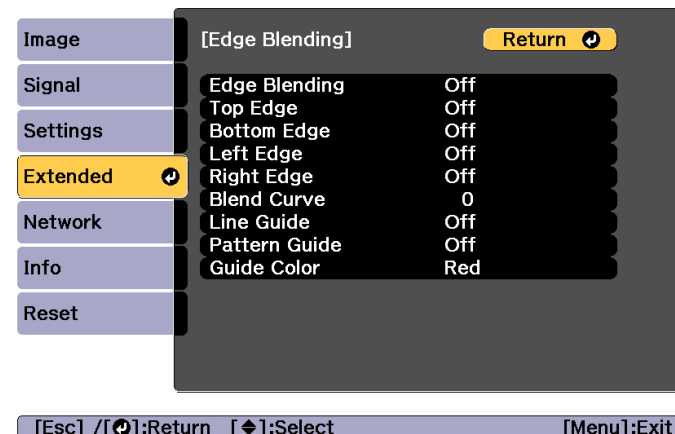 Image
Signal
Settings
Extended
Network
Info
Reset
[Edge Blending] Return
Edge Blending Off
Top Edge Off
Bottom Edge Off
Left Edge Off
Right Edge Off
Blend Curve 0
Line Guide Off
Pattern Guide Off
Guide Color Red
[Esc] /[ ]:Return [ ]:Select [Menu]:Exit